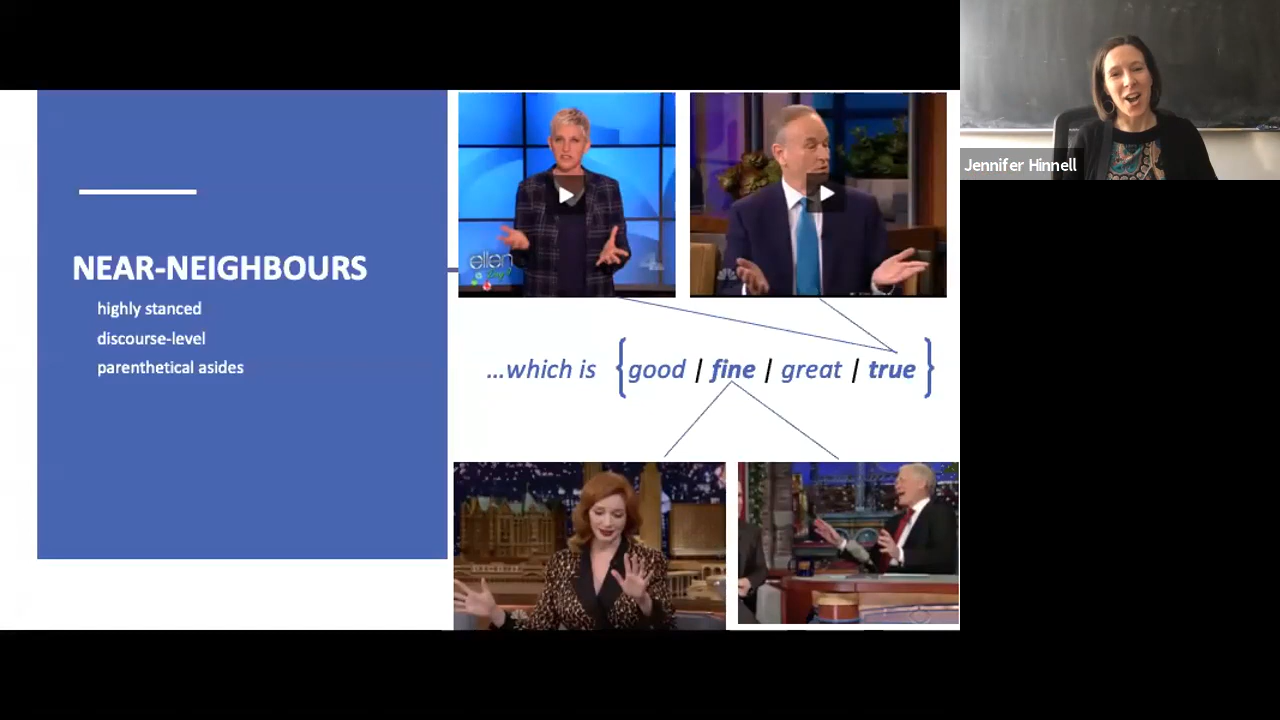 NEAR-NEIGHBOURS
highly stanced
discourse-level
parenthetical asides
ellen
...which is {good | fine | great | true}
Jennifer Hinnell